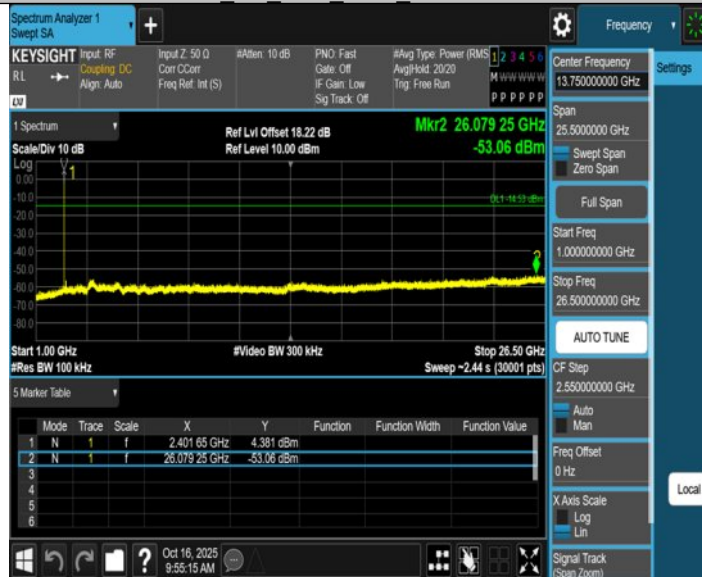 Spectrum Analyzer 1
Swept SA
+
Frequency
KEYSIGHT
RL
LXI
Input: RF
Coupling: DC
Align: Auto
Input Z: 50 Ω
Corr CCorr
Freq Ref: Int (S)
#Atten: 10 dB
PNO: Fast
Gate: Off
IF Gain: Low
Sig Track: Off
#Avg Type: Power (RMS
Avg|Hold: 20/20
Trig: Free Run
1 2 3 4 5 6
M W W W W W
P P P P P P
Settings
1 Spectrum
Scale/Div 10 dB
Ref Lvl Offset 18.22 dB
Ref Level 10.00 dBm
Mkr2 26.079 25 GHz
-53.06 dBm
Log
1
0.00
-10.0
DL1 -14.53 dBm
-20.0
-30.0
-40.0
2
-50.0
-60.0
-70.0
-80.0
Start 1.00 GHz
#Video BW 300 kHz
Stop 26.50 GHz
#Res BW 100 kHz
Sweep ~2.44 s (30001 pts)
5 Marker Table
Mode Trace Scale X Y Function Function Width Function Value
1 N 1 f 2.401 65 GHz 4.381 dBm
2 N 1 f 26.079 25 GHz -53.06 dBm
3
4
5
6
?
Oct 16, 2025
9:55:15 AM
Center Frequency
13.750000000 GHz
Span
25.5000000 GHz
Swept Span
Zero Span
Full Span
Start Freq
1.000000000 GHz
Stop Freq
26.500000000 GHz
AUTO TUNE
CF Step
2.550000000 GHz
Auto
Man
Freq Offset
0 Hz
X Axis Scale
Log
Lin
Signal Track
(Span Zoom)
Local